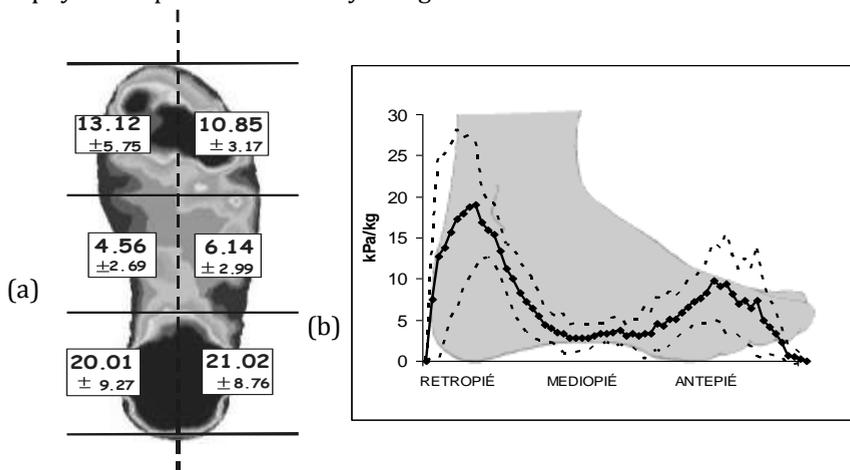 13.12 10.85
±5.75 ±3.17
4.56 6.14
±2.69 ±2.99
(a)
20.01 21.02
± 9.27 ±8.76
(b)
30
25
20
15
10
5
0
kPa/kg
RETROPIÉ MEDIOPIÉ ANTEPIÉ